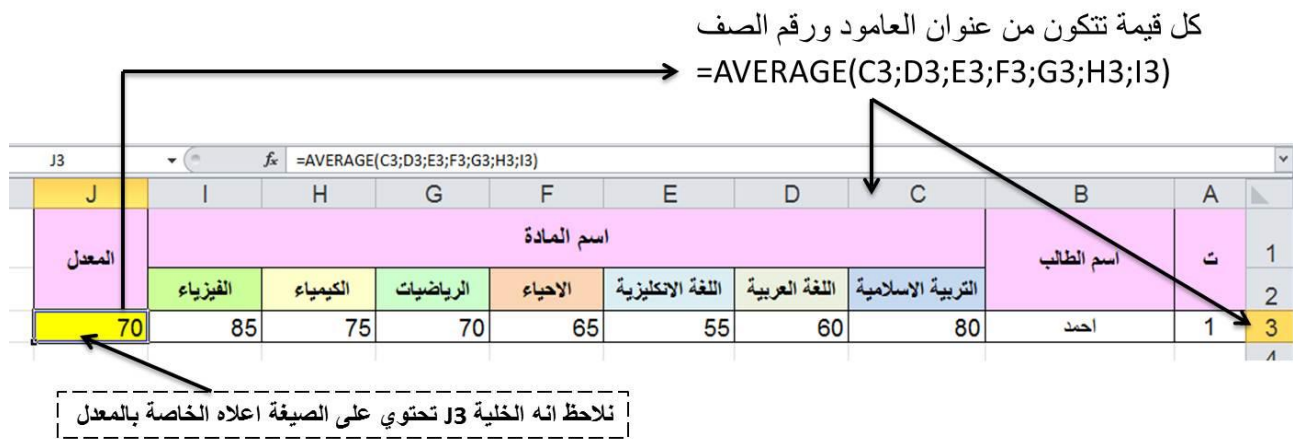 كل قيمة تتكون من عنوان العامود ورقم الصف
=AVERAGE(C3;D3;E3;F3;G3;H3;I3)
J3 fx =AVERAGE(C3;D3;E3;F3;G3;H3;I3)
A B C D E F G H I J
1 ت اسم الطالب اسم المادة المعدل
2 التربية الاسلامية اللغة العربية اللغة الانكليزية الاحياء الرياضيات الكيمياء الفيزياء
3 1 احمد 80 60 55 65 70 75 85 70
4
نلاحظ انه الخلية J3 تحتوي على الصيغة اعلاه الخاصة بالمعدل